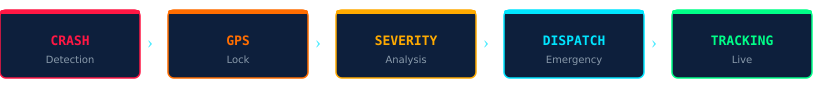 CRASH
Detection
›
GPS
Lock
›
SEVERITY
Analysis
›
DISPATCH
Emergency
›
TRACKING
Live